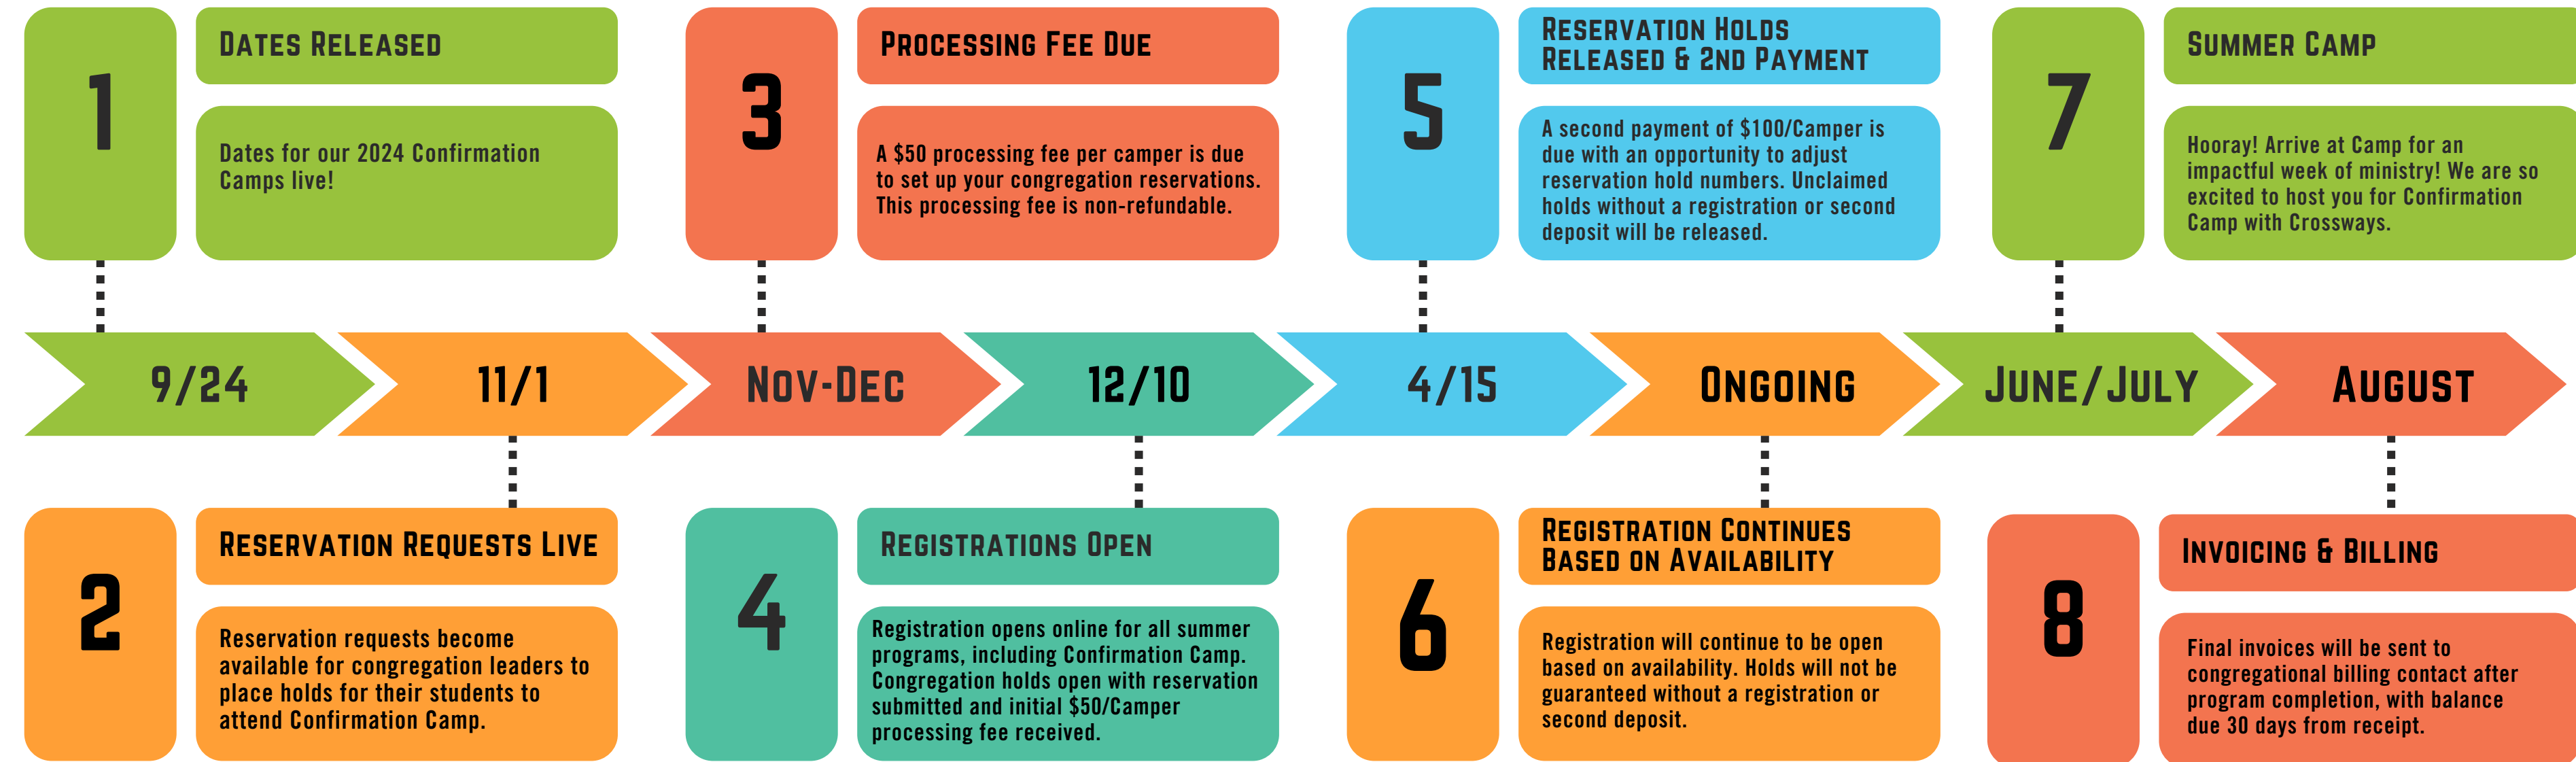 1
Dates Released
Dates for our 2024 Confirmation
Camps live!
3
Processing Fee Due
A $50 processing fee per camper is due
to set up your congregation reservations.
This processing fee is non-refundable.
5
Reservation Holds
Released & 2nd Payment
A second payment of $100/Camper is
due with an opportunity to adjust
reservation hold numbers. Unclaimed
holds without a registration or second
deposit will be released.
7
Summer Camp
Hooray! Arrive at Camp for an
impactful week of ministry! We are so
excited to host you for Confirmation
Camp with Crossways.
9/24
11/1
Nov-Dec
12/10
4/15
Ongoing
June/July
August
2
Reservation Requests Live
Reservation requests become
available for congregation leaders to
place holds for their students to
attend Confirmation Camp.
4
Registrations Open
Registration opens online for all summer
programs, including Confirmation Camp.
Congregation holds open with reservation
submitted and initial $50/Camper
processing fee received.
6
Registration Continues
Based on Availability
Registration will continue to be open
based on availability. Holds will not be
guaranteed without a registration or
second deposit.
8
Invoicing & Billing
Final invoices will be sent to
congregational billing contact after
program completion, with balance
due 30 days from receipt.